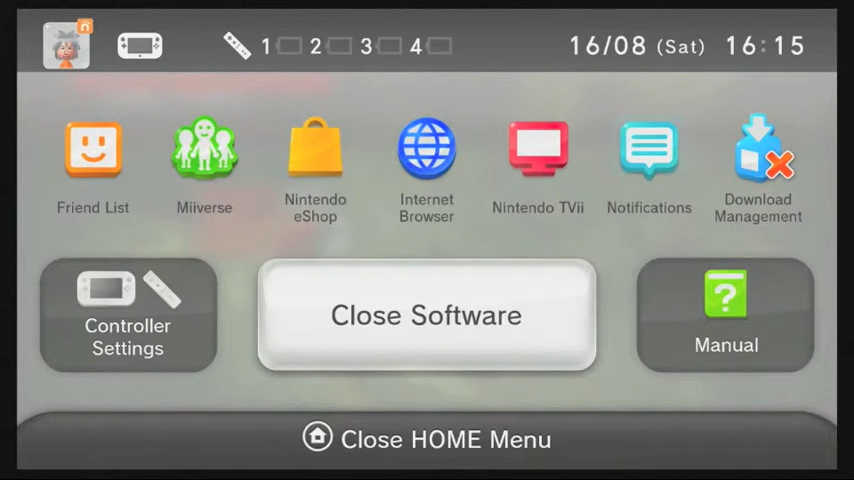 1 2 3 4 16/08 (Sat) 16:15
Friend List
Miiverse
Nintendo
eShop
Internet
Browser
Nintendo TVii
Notifications
Download
Management
Controller
Settings
Close Software
?
Manual
Close HOME Menu